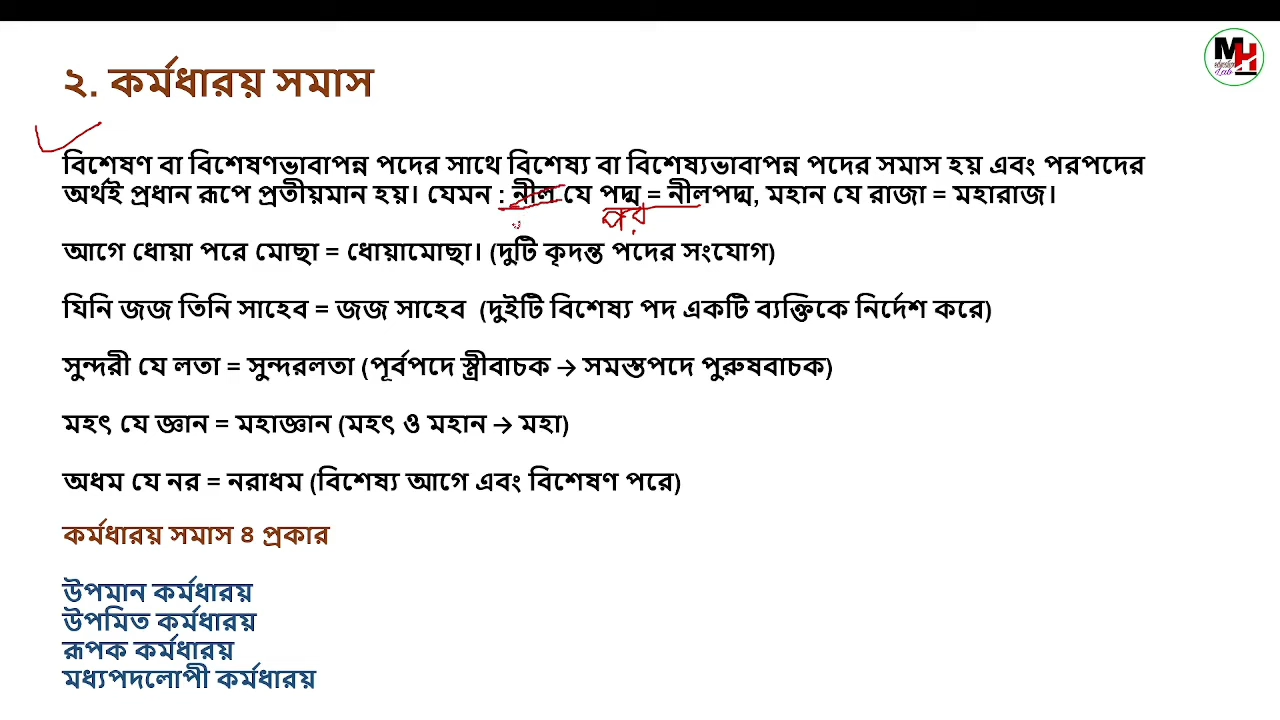 ২. কর্মধারয় সমাস
MH
Lab
বিশেষণ বা বিশেষণভাবাপন্ন পদের সাথে বিশেষ্য বা বিশেষ্যভাবাপন্ন পদের সমাস হয় এবং পরপদের
অর্থই প্রধান রূপে প্রতীয়মান হয়। যেমন : নীল যে পদ্ম = নীলপদ্ম, মহান যে রাজা = মহারাজ।
পর
আগে ধোয়া পরে মোছা = ধোয়ামোছা। (দুটি কৃদন্ত পদের সংযোগ)
যিনি জজ তিনি সাহেব = জজ সাহেব (দুইটি বিশেষ্য পদ একটি ব্যক্তিকে নির্দেশ করে)
সুন্দরী যে লতা = সুন্দরলতা (পূর্বপদে স্ত্রীবাচক → সমস্তপদে পুরুষবাচক)
মহৎ যে জ্ঞান = মহাজ্ঞান (মহৎ ও মহান → মহা)
অধম যে নর = নরাধম (বিশেষ্য আগে এবং বিশেষণ পরে)
কর্মধারয় সমাস ৪ প্রকার
উপমান কর্মধারয়
উপমিত কর্মধারয়
রূপক কর্মধারয়
মধ্যপদলোপী কর্মধারয়